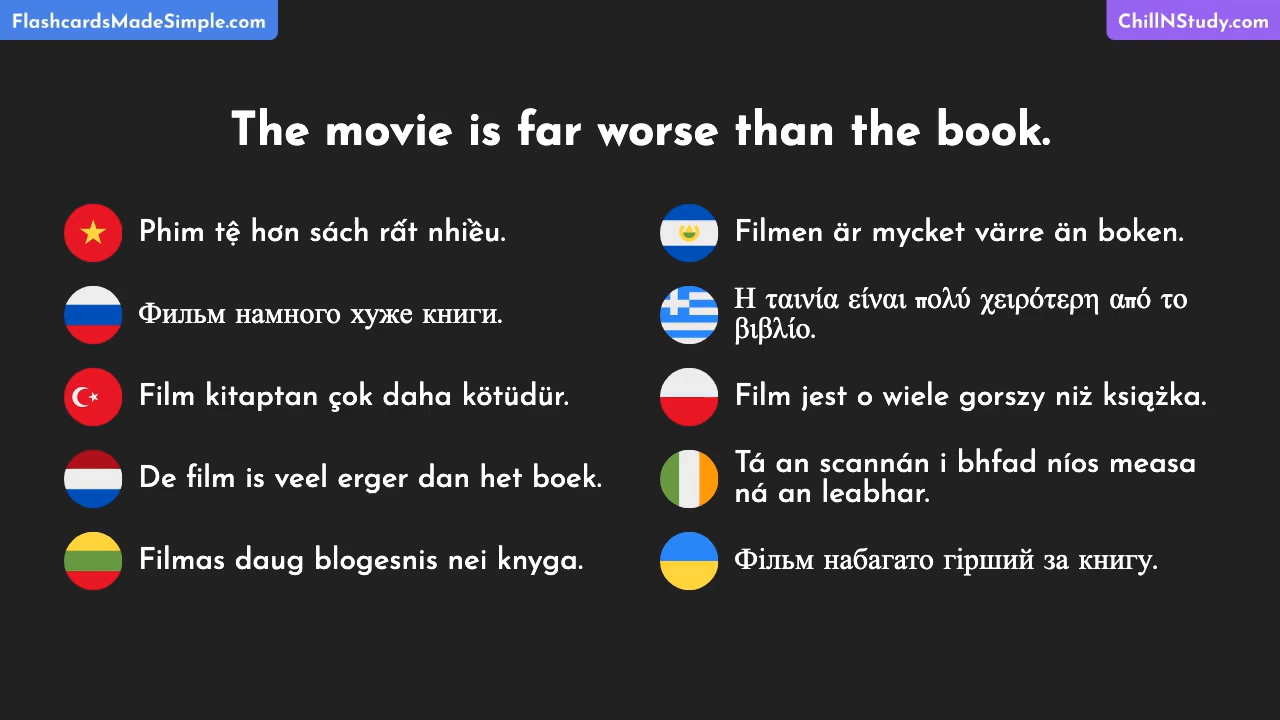 FlashcardsMadeSimple.com
ChillNStudy.com
The movie is far worse than the book.
Phim tệ hơn sách rất nhiều.
Фильм намного хуже книги.
Film kitaptan çok daha kötüdür.
De film is veel erger dan het boek.
Filmas daug blogesnis nei knyga.
Filmen är mycket värre än boken.
Η ταινία είναι πολύ χειρότερη από το
βιβλίο.
Film jest o wiele gorszy niż książka.
Tá an scannán i bhfad níos measa
ná an leabhar.
Фільм набагато гірший за книгу.